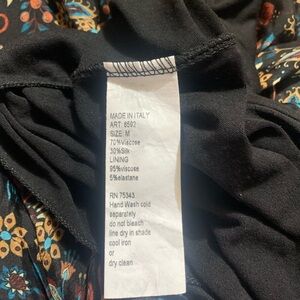 MADE IN ITALY
ART: 8592
SIZE: M
70%Viscose
30%Silk
LINING
95%viscose
5%elastane
RN 75343
Hand Wash cold
separately
do not bleach
line dry in shade
cool iron
or
dry clean